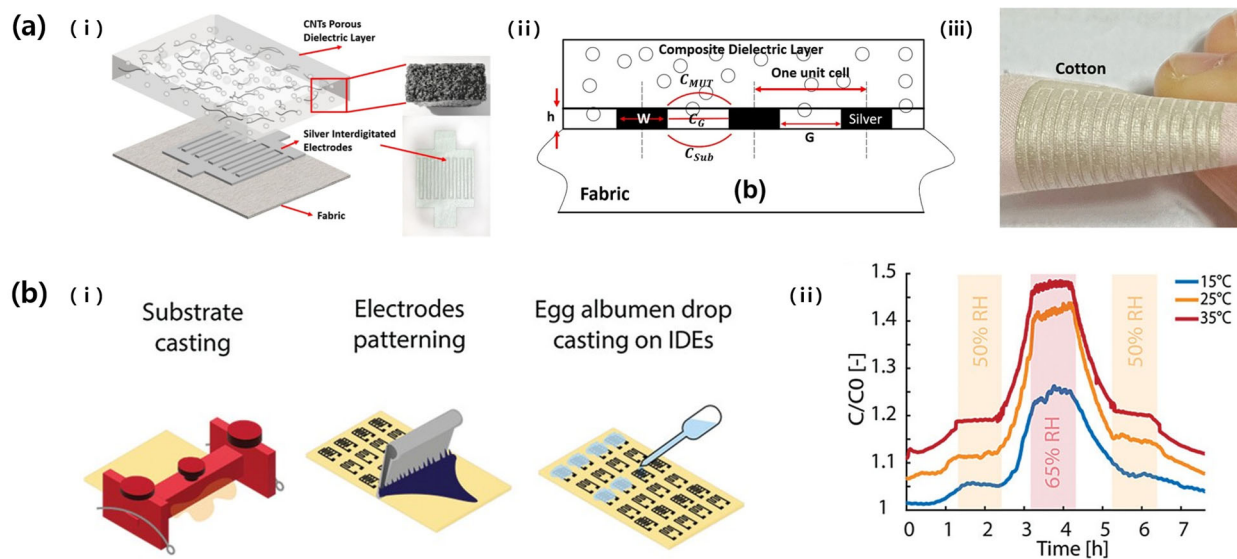 (a)
(i)
CNTs Porous
Dielectric Layer
Silver Interdigitated
Electrodes
Fabric
(ii)
Composite Dielectric Layer
C_MUT
One unit cell
h
W
C_G
Silver
G
C_Sub
(b)
Fabric
(iii)
Cotton
(b)
(i)
Substrate
casting
Electrodes
patterning
Egg albumen drop
casting on IDEs
(ii)
1.5
1.4
1.3
1.2
1.1
1
C/C0 [-]
50% RH
65% RH
50% RH
15°C
25°C
35°C
0 1 2 3 4 5 6 7
Time [h]